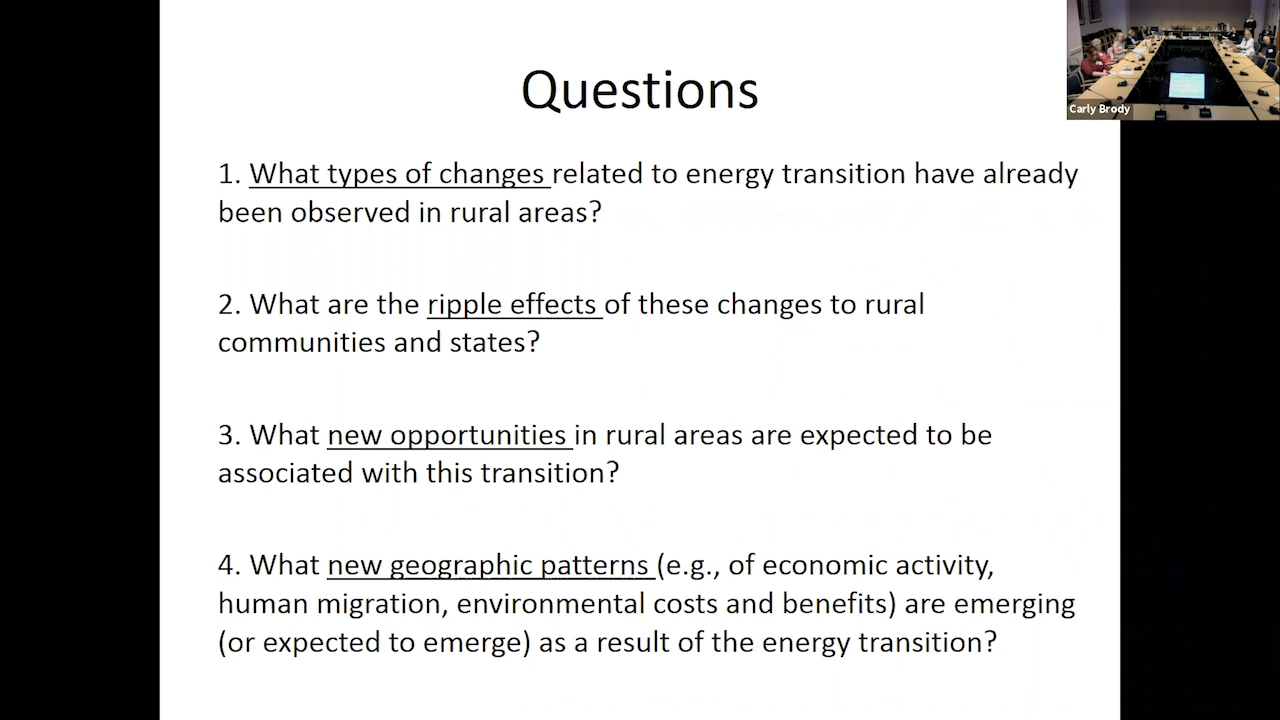 Questions
Carly Brody
1. What types of changes related to energy transition have already
been observed in rural areas?
2. What are the ripple effects of these changes to rural
communities and states?
3. What new opportunities in rural areas are expected to be
associated with this transition?
4. What new geographic patterns (e.g., of economic activity,
human migration, environmental costs and benefits) are emerging
(or expected to emerge) as a result of the energy transition?